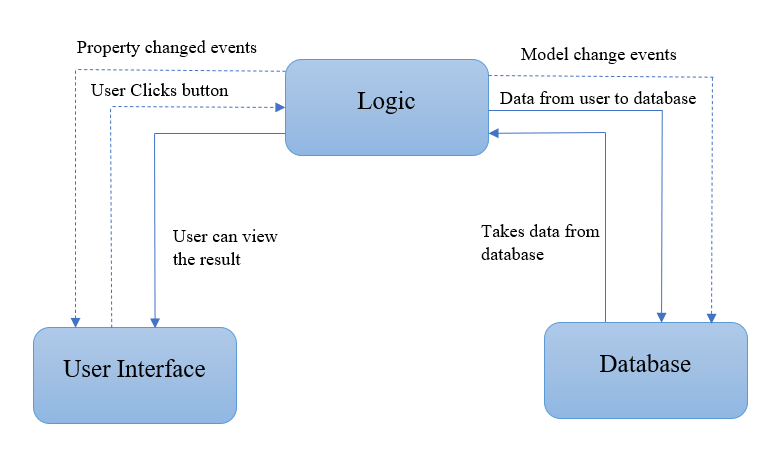 Property changed events
Model change events
User Clicks button
Logic
Data from user to database
User can view
the result
Takes data from
database
User Interface
Database